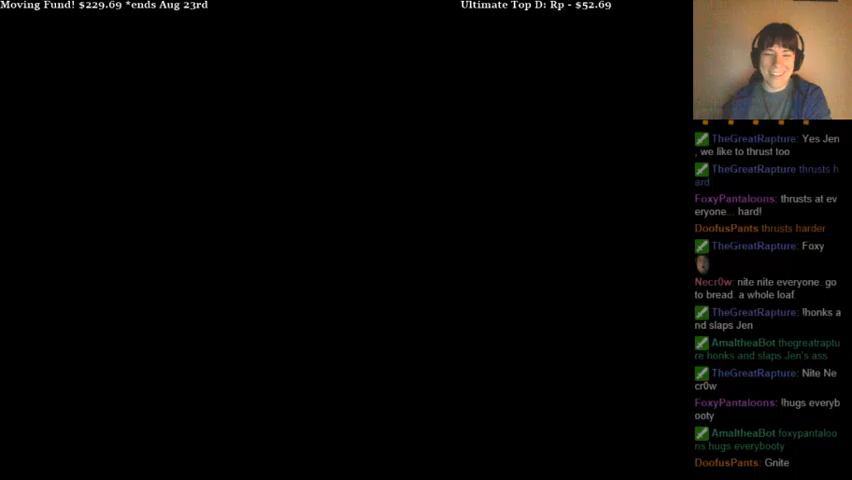 Moving Fund! $229.69 *ends Aug 23rd
Ultimate Top D: Rp - $52.69
TheGreatRapture: Yes Jen
, we like to thrust too
TheGreatRapture thrusts h
ard
FoxyPantaloons: thrusts at ev
eryone... hard!
DoofusPants thrusts harder
TheGreatRapture: Foxy
Necr0w: nite nite everyone. go
to bread. a whole loaf
TheGreatRapture: !honks a
nd slaps Jen
AmaltheaBot thegreatraptu
re honks and slaps Jen's ass
TheGreatRapture: Nite Ne
cr0w
FoxyPantaloons: !hugs everyb
ooty
AmaltheaBot foxypantaloo
ns hugs everybooty
DoofusPants: Gnite